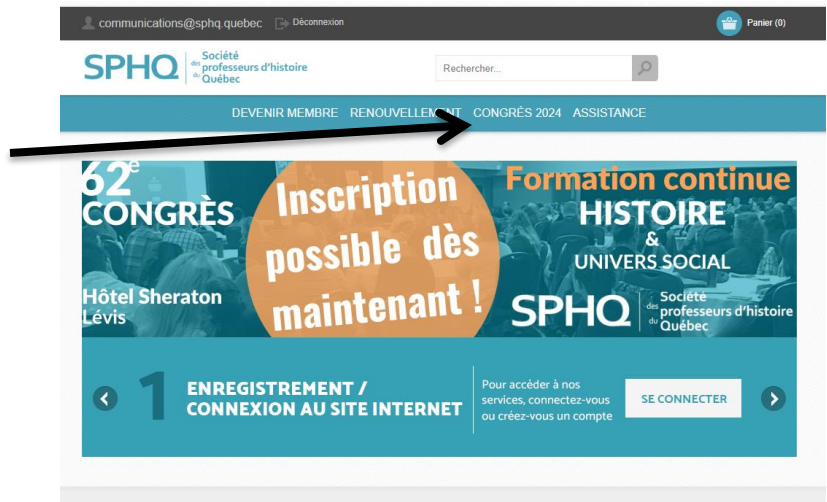 communications@sphq.quebec Déconnexion Panier (0)
SPHQ
Société
des professeurs d'histoire
du Québec
Rechercher...
DEVENIR MEMBRE RENOUVELLEMENT CONGRÈS 2024 ASSISTANCE
62e
CONGRÈS
Hôtel Sheraton
Lévis
Inscription
possible dès
maintenant !
Formation continue
HISTOIRE
&
UNIVERS SOCIAL
SPHQ
Société
des professeurs d'histoire
du Québec
1
ENREGISTREMENT /
CONNEXION AU SITE INTERNET
Pour accéder à nos
services, connectez-vous
ou créez-vous un compte
SE CONNECTER